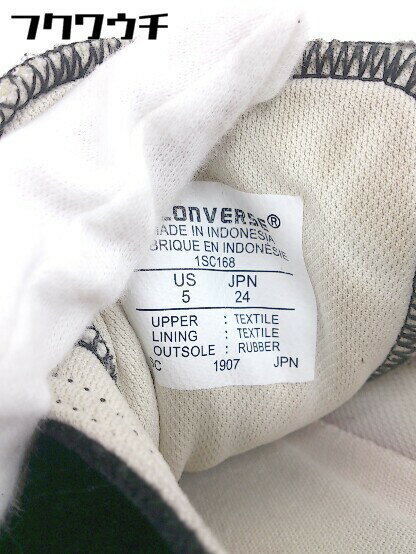 フクワウチ
CONVERSE®
MADE IN INDONESIA
BRIQUE EN INDONÉSIE
1SC168
US JPN
5 24
UPPER : TEXTILE
LINING : TEXTILE
OUTSOLE : RUBBER
C 1907 JPN